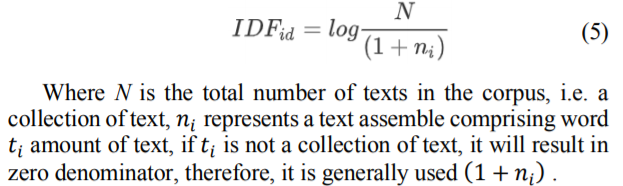 IDF_{id} = log \frac{N}{(1 + n_i)} (5)
Where N is the total number of texts in the corpus, i.e. a
collection of text, n_i represents a text assemble comprising word
t_i amount of text, if t_i is not a collection of text, it will result in
zero denominator, therefore, it is generally used (1 + n_i) .